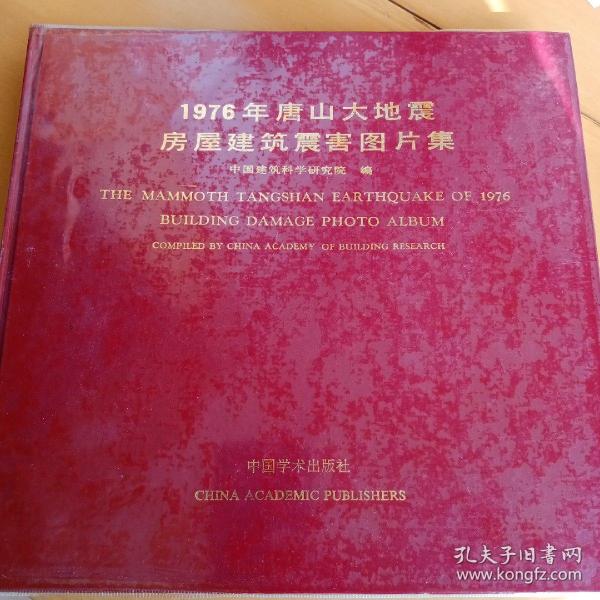 1976年唐山大地震
房屋建筑震害图片集
中国建筑科学研究院 编
THE MAMMOTH TANGSHAN EARTHQUAKE OF 1976
BUILDING DAMAGE PHOTO ALBUM
COMPILED BY CHINA ACADEMY OF BUILDING RESEARCH
中国学术出版社
CHINA ACADEMIC PUBLISHERS
孔夫子旧书网
www.kongfz.com